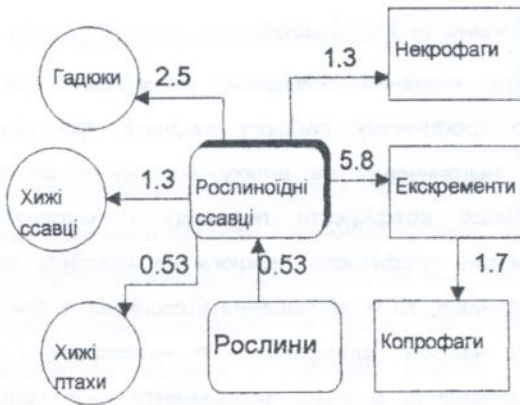 Гадюки
2.5
1.3
Некрофаги
Хижі
ссавці
1.3
Рослиноїдні
ссавці
5.8
Екскременти
0.53
0.53
1.7
Хижі
птахи
Рослини
Копрофаги